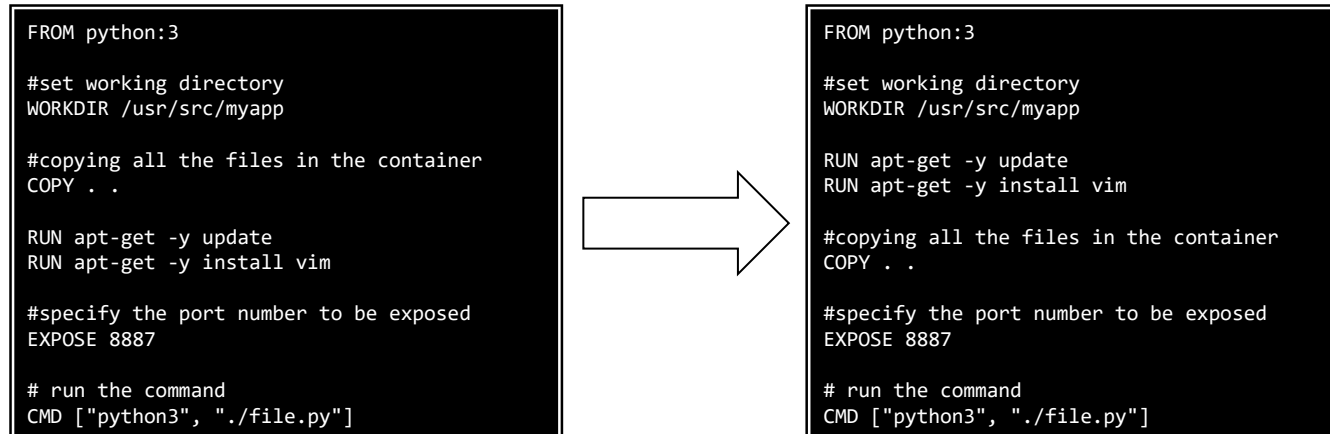 FROM python:3
#set working directory
WORKDIR /usr/src/myapp
#copying all the files in the container
COPY . .
RUN apt-get -y update
RUN apt-get -y install vim
#specify the port number to be exposed
EXPOSE 8887
# run the command
CMD ["python3", "./file.py"]
FROM python:3
#set working directory
WORKDIR /usr/src/myapp
RUN apt-get -y update
RUN apt-get -y install vim
#copying all the files in the container
COPY . .
#specify the port number to be exposed
EXPOSE 8887
# run the command
CMD ["python3", "./file.py"]